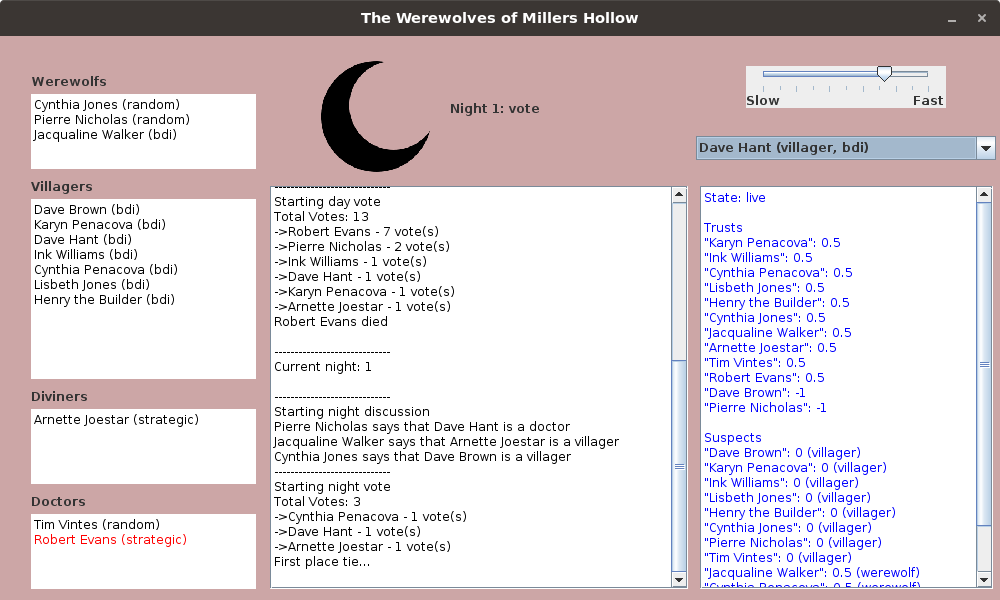 The Werewolves of Millers Hollow
Werewolfs
Cynthia Jones (random)
Pierre Nicholas (random)
Jacqualine Walker (bdi)
Villagers
Dave Brown (bdi)
Karyn Penacova (bdi)
Dave Hant (bdi)
Ink Williams (bdi)
Cynthia Penacova (bdi)
Lisbeth Jones (bdi)
Henry the Builder (bdi)
Diviners
Arnette Joestar (strategic)
Doctors
Tim Vintes (random)
Robert Evans (strategic)
Night 1: vote
-----------------------------
Starting day vote
Total Votes: 13
->Robert Evans - 7 vote(s)
->Pierre Nicholas - 2 vote(s)
->Ink Williams - 1 vote(s)
->Dave Hant - 1 vote(s)
->Karyn Penacova - 1 vote(s)
->Arnette Joestar - 1 vote(s)
Robert Evans died
-----------------------------
Current night: 1
-----------------------------
Starting night discussion
Pierre Nicholas says that Dave Hant is a doctor
Jacqualine Walker says that Arnette Joestar is a villager
Cynthia Jones says that Dave Brown is a villager
-----------------------------
Starting night vote
Total Votes: 3
->Cynthia Penacova - 1 vote(s)
->Dave Hant - 1 vote(s)
->Arnette Joestar - 1 vote(s)
First place tie...
Slow Fast
Dave Hant (villager, bdi)
State: live
Trusts
"Karyn Penacova": 0.5
"Ink Williams": 0.5
"Cynthia Penacova": 0.5
"Lisbeth Jones": 0.5
"Henry the Builder": 0.5
"Cynthia Jones": 0.5
"Jacqualine Walker": 0.5
"Arnette Joestar": 0.5
"Tim Vintes": 0.5
"Robert Evans": 0.5
"Dave Brown": -1
"Pierre Nicholas": -1
Suspects
"Dave Brown": 0 (villager)
"Karyn Penacova": 0 (villager)
"Ink Williams": 0 (villager)
"Lisbeth Jones": 0 (villager)
"Henry the Builder": 0 (villager)
"Cynthia Jones": 0 (villager)
"Pierre Nicholas": 0 (villager)
"Tim Vintes": 0 (villager)
"Jacqualine Walker": 0.5 (werewolf)
"Cynthia Penacova": 0.5 (werewolf)